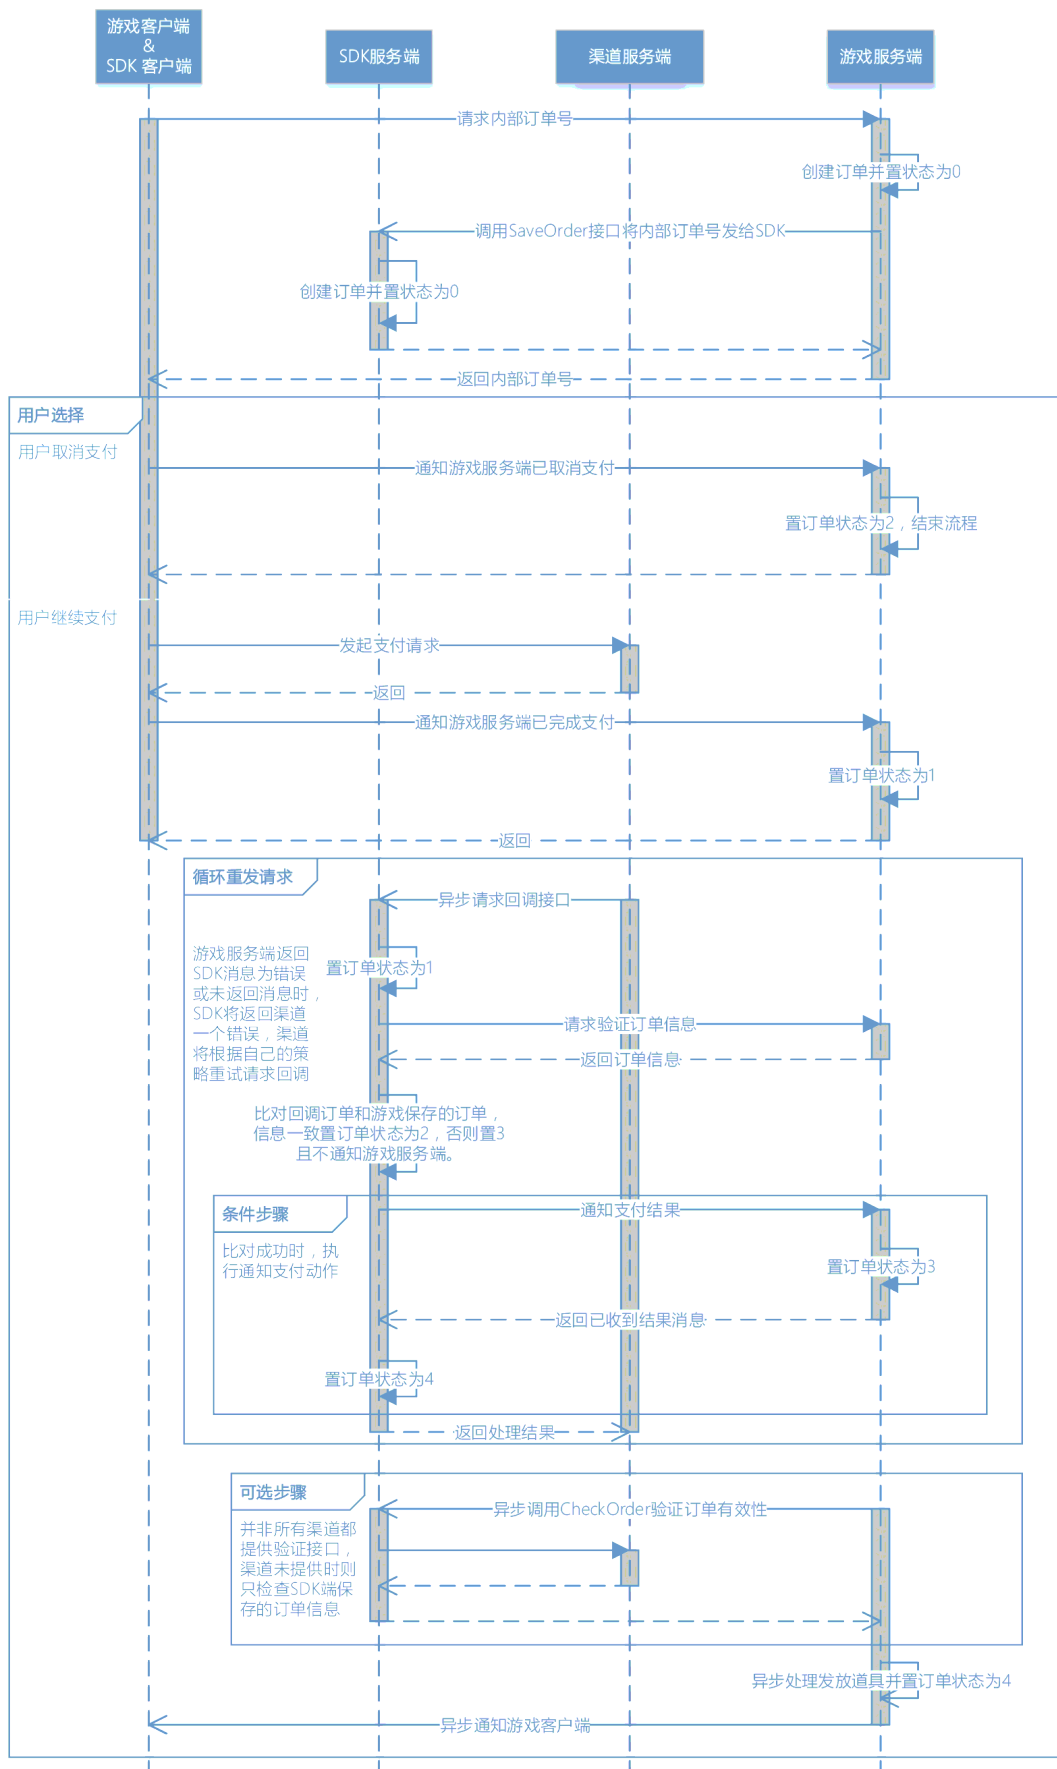 游戏客户端
&
SDK 客户端
SDK服务端
渠道服务端
游戏服务端
请求内部订单号
创建订单并置状态为0
调用SaveOrder接口将内部订单号发给SDK
创建订单并置状态为0
返回内部订单号
用户选择
用户取消支付
通知游戏服务端已取消支付
置订单状态为2，结束流程
用户继续支付
发起支付请求
返回
通知游戏服务端已完成支付
置订单状态为1
返回
循环重发请求
异步请求回调接口
游戏服务端返回
SDK消息为错误
或未返回消息时，
SDK将返回渠道
一个错误，渠道
将根据自己的策
略重试请求回调
置订单状态为1
请求验证订单信息
返回订单信息
比对回调订单和游戏保存的订单，
信息一致置订单状态为2，否则置3
且不通知游戏服务端。
条件步骤
通知支付结果
比对成功时，执
行通知支付动作
置订单状态为3
返回已收到结果消息
置订单状态为4
返回处理结果
可选步骤
异步调用CheckOrder验证订单有效性
并非所有渠道都
提供验证接口，
渠道未提供时则
只检查SDK端保
存的订单信息
异步处理发放道具并置订单状态为4
异步通知游戏客户端